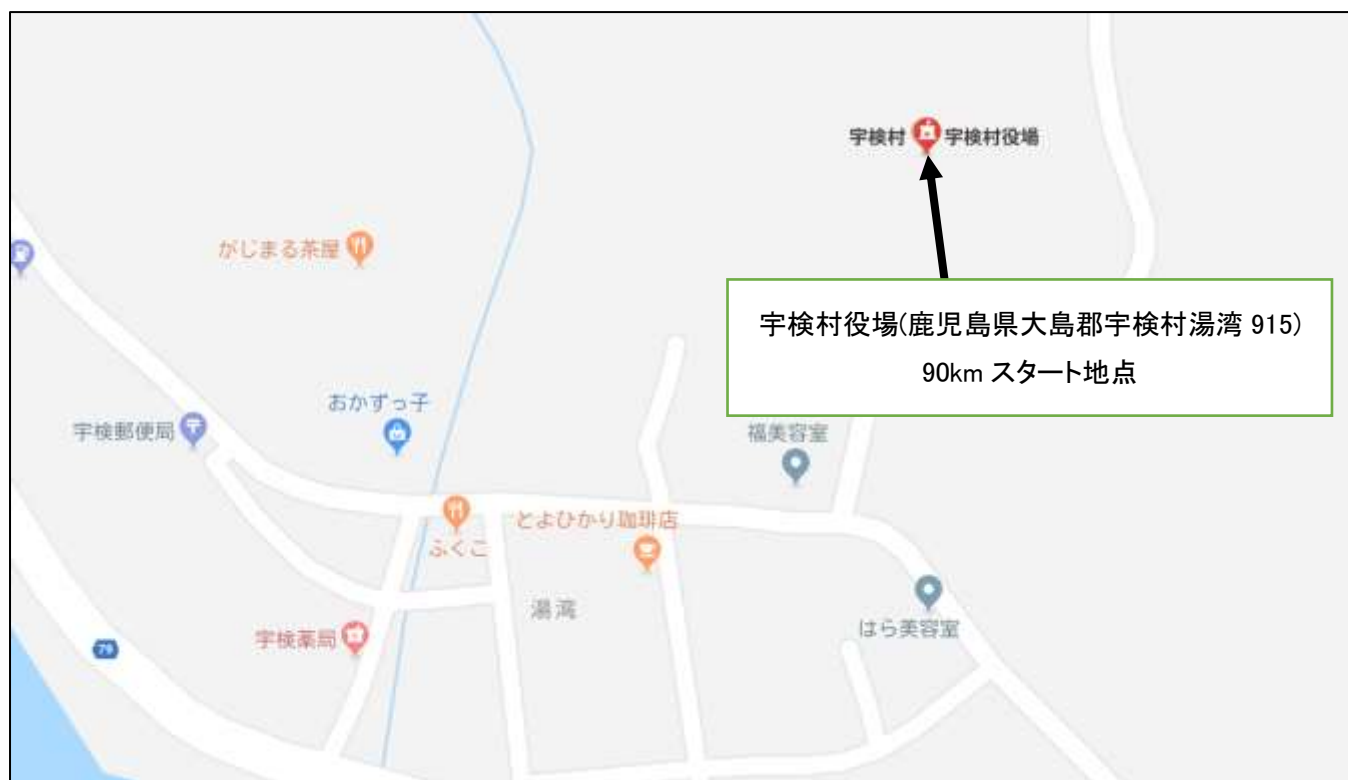 宇検村
宇検村役場
がじまる茶屋
宇検村役場(鹿児島県大島郡宇検村湯湾 915)
90km スタート地点
おかずっ子
宇検郵便局
福美容室
とよひかり珈琲店
ふくこ
湯湾
はら美容室
宇検薬局
79